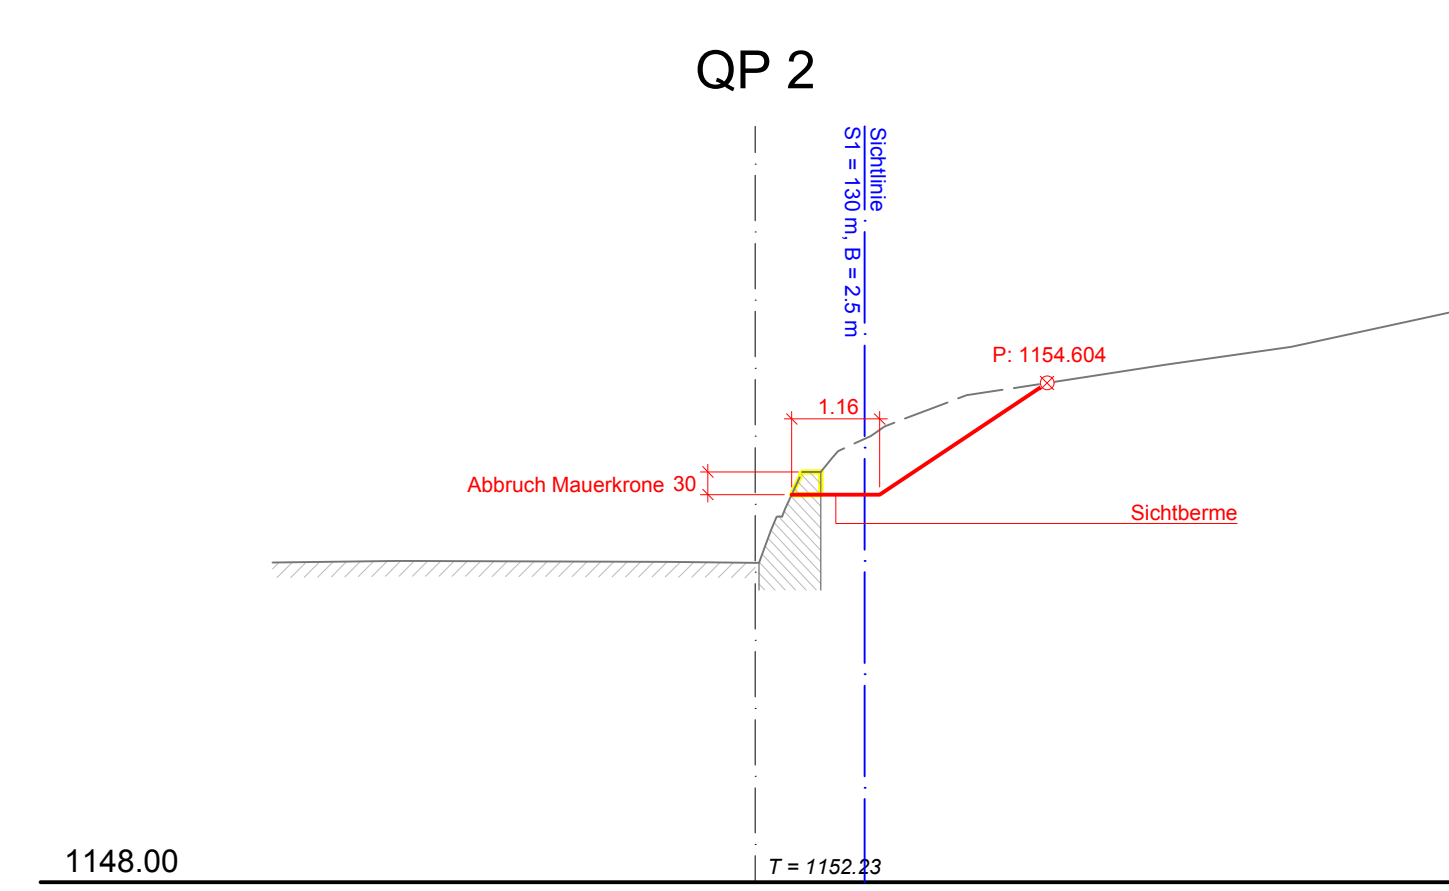 QP 2
Sichtlinie
S1 = 130 m, B = 2.5 m
P: 1154.604
1.16
Abbruch Mauerkrone 30
Sichtberme
1148.00
T = 1152.23